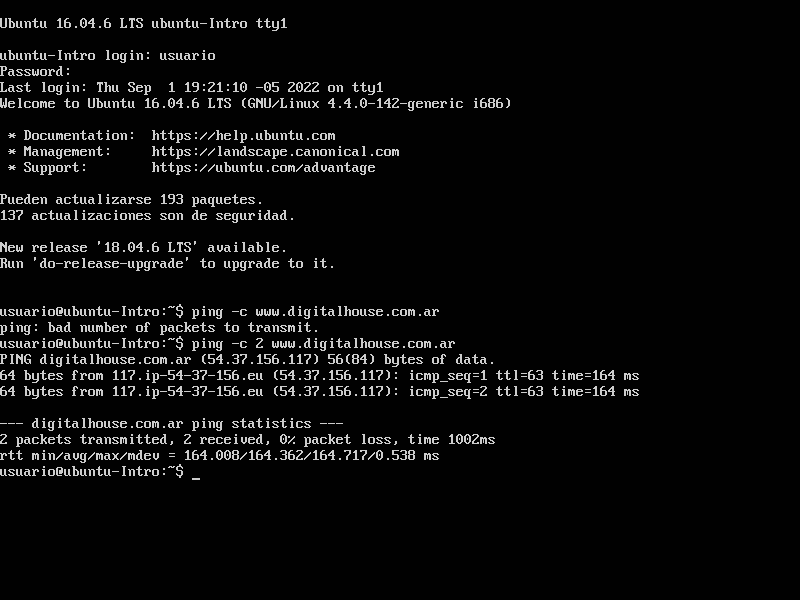 Ubuntu 16.04.6 LTS ubuntu-Intro tty1
ubuntu-Intro login: usuario
Password:
Last login: Thu Sep  1 19:21:10 -05 2022 on tty1
Welcome to Ubuntu 16.04.6 LTS (GNU/Linux 4.4.0-142-generic i686)
 * Documentation:  https://help.ubuntu.com
 * Management:     https://landscape.canonical.com
 * Support:        https://ubuntu.com/advantage
Pueden actualizarse 193 paquetes.
137 actualizaciones son de seguridad.
New release '18.04.6 LTS' available.
Run 'do-release-upgrade' to upgrade to it.
usuario@ubuntu-Intro:~$ ping -c www.digitalhouse.com.ar
ping: bad number of packets to transmit.
usuario@ubuntu-Intro:~$ ping -c 2 www.digitalhouse.com.ar
PING digitalhouse.com.ar (54.37.156.117) 56(84) bytes of data.
64 bytes from 117.ip-54-37-156.eu (54.37.156.117): icmp_seq=1 ttl=63 time=164 ms
64 bytes from 117.ip-54-37-156.eu (54.37.156.117): icmp_seq=2 ttl=63 time=164 ms
--- digitalhouse.com.ar ping statistics ---
2 packets transmitted, 2 received, 0% packet loss, time 1002ms
rtt min/avg/max/mdev = 164.008/164.362/164.717/0.538 ms
usuario@ubuntu-Intro:~$ _